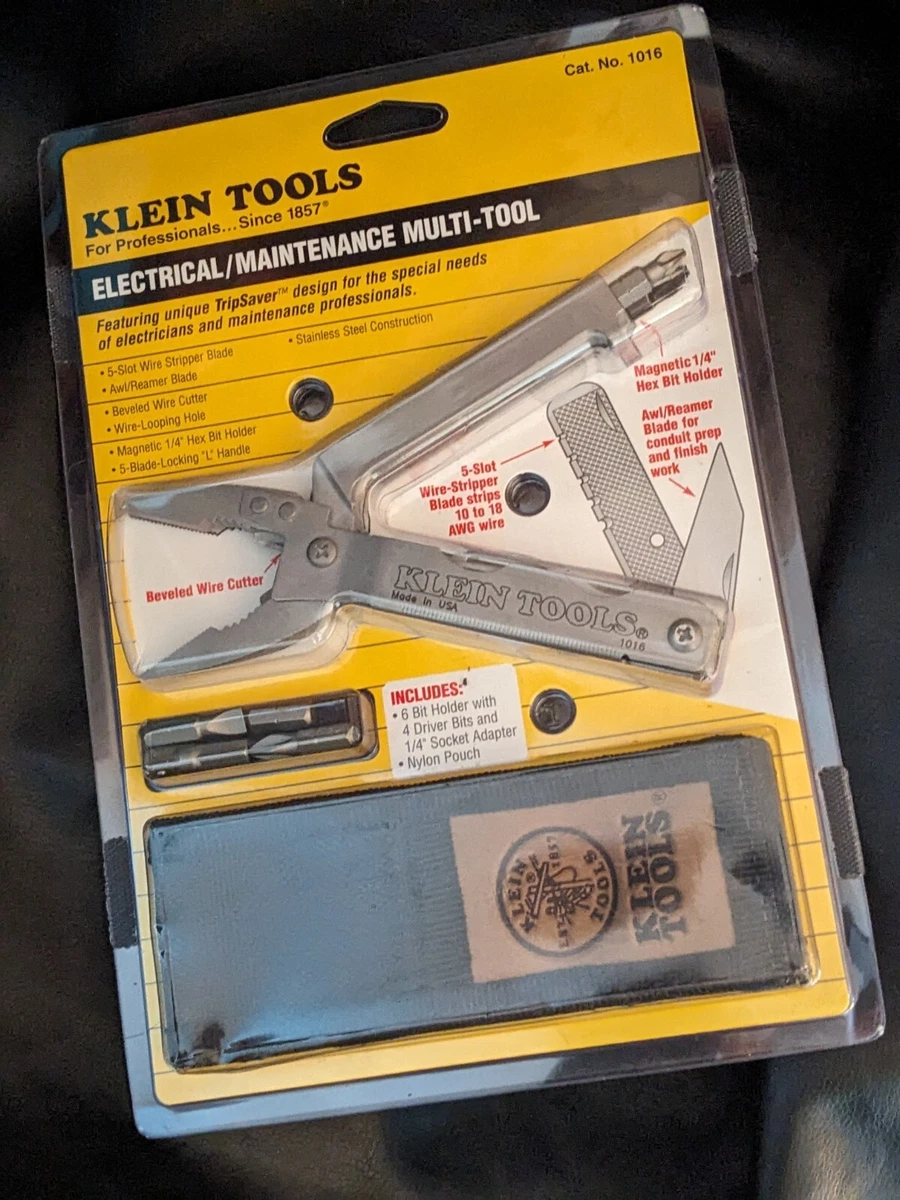 Cat. No. 1016
KLEIN TOOLS
For Professionals...Since 1857®
ELECTRICAL/MAINTENANCE MULTI-TOOL
Featuring unique TripSaver™ design for the special needs
of electricians and maintenance professionals.
• 5-Slot Wire Stripper Blade
• Awl/Reamer Blade
• Beveled Wire Cutter
• Wire-Looping Hole
• Magnetic 1/4" Hex Bit Holder
• 5-Blade-Locking "L" Handle
• Stainless Steel Construction
Magnetic 1/4"
Hex Bit Holder
Awl/Reamer
Blade for
conduit prep
and finish
work
5-Slot
Wire-Stripper
Blade strips
10 to 18
AWG wire
Beveled Wire Cutter
KLEIN TOOLS®
Made in USA
1016
INCLUDES:
• 6 Bit Holder with
4 Driver Bits and
1/4" Socket Adapter
• Nylon Pouch
KLEIN
TOOLS
1857
KLEIN
TOOLS®